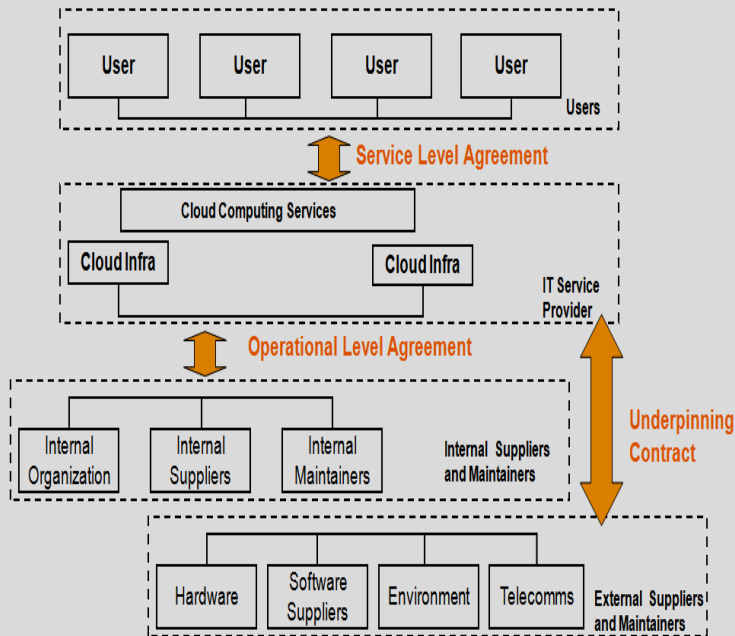 User
User
User
User
Users
Service Level Agreement
Cloud Computing Services
Cloud Infra
Cloud Infra
IT Service
Provider
Operational Level Agreement
Underpinning
Contract
Internal
Organization
Internal
Suppliers
Internal
Maintainers
Internal Suppliers
and Maintainers
Hardware
Software
Suppliers
Environment
Telecomms
External Suppliers
and Maintainers